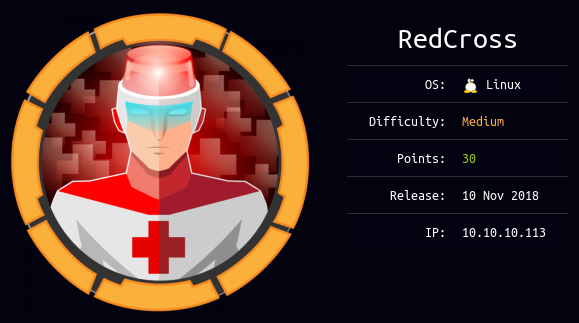 RedCross
OS: Linux
Difficulty: Medium
Points: 30
Release: 10 Nov 2018
IP: 10.10.10.113